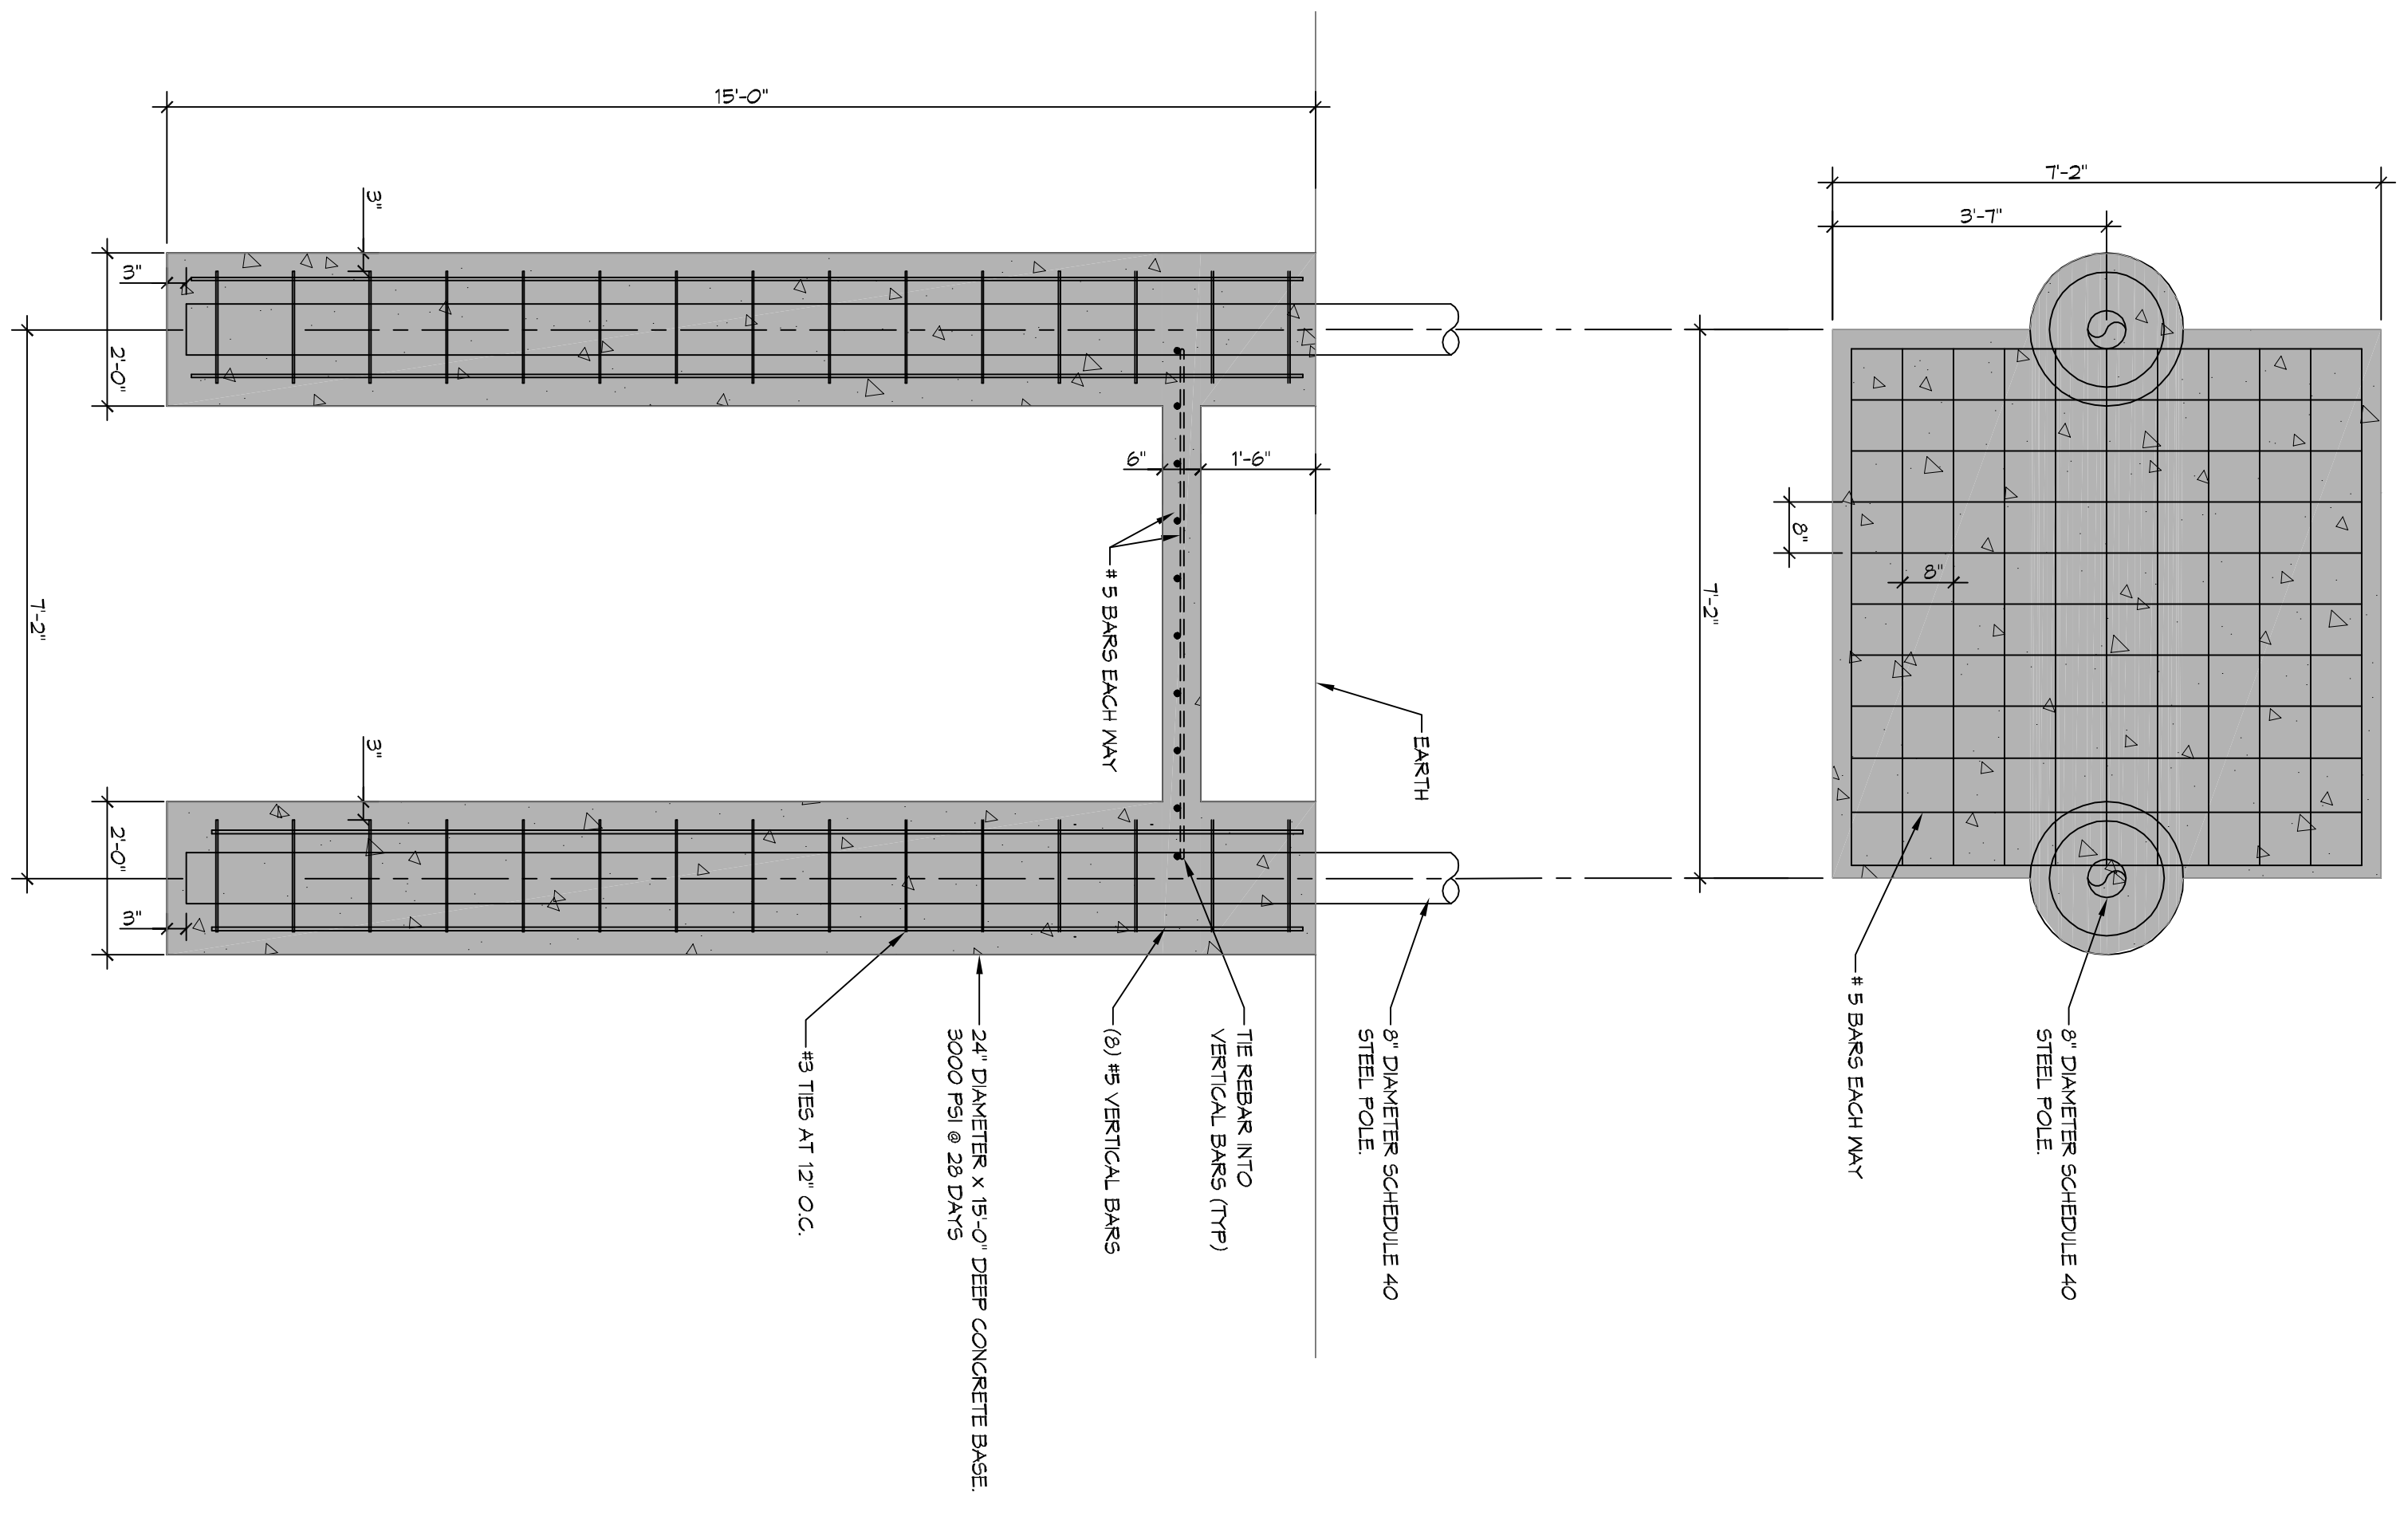 15'-0"
7'-2"
3'-7"
3"
3"
2'-0"
7'-2"
6"
1'-6"
# 5 BARS EACH WAY
EARTH
7'-2"
8"
8"
3"
2'-0"
3"
#3 TIES AT 12" O.C.
24" DIAMETER X 15'-0" DEEP CONCRETE BASE.
3000 PSI @ 28 DAYS
(8) #5 VERTICAL BARS
TIE REBAR INTO
VERTICAL BARS (TYP)
8" DIAMETER SCHEDULE 40
STEEL POLE.
# 5 BARS EACH WAY
8" DIAMETER SCHEDULE 40
STEEL POLE.